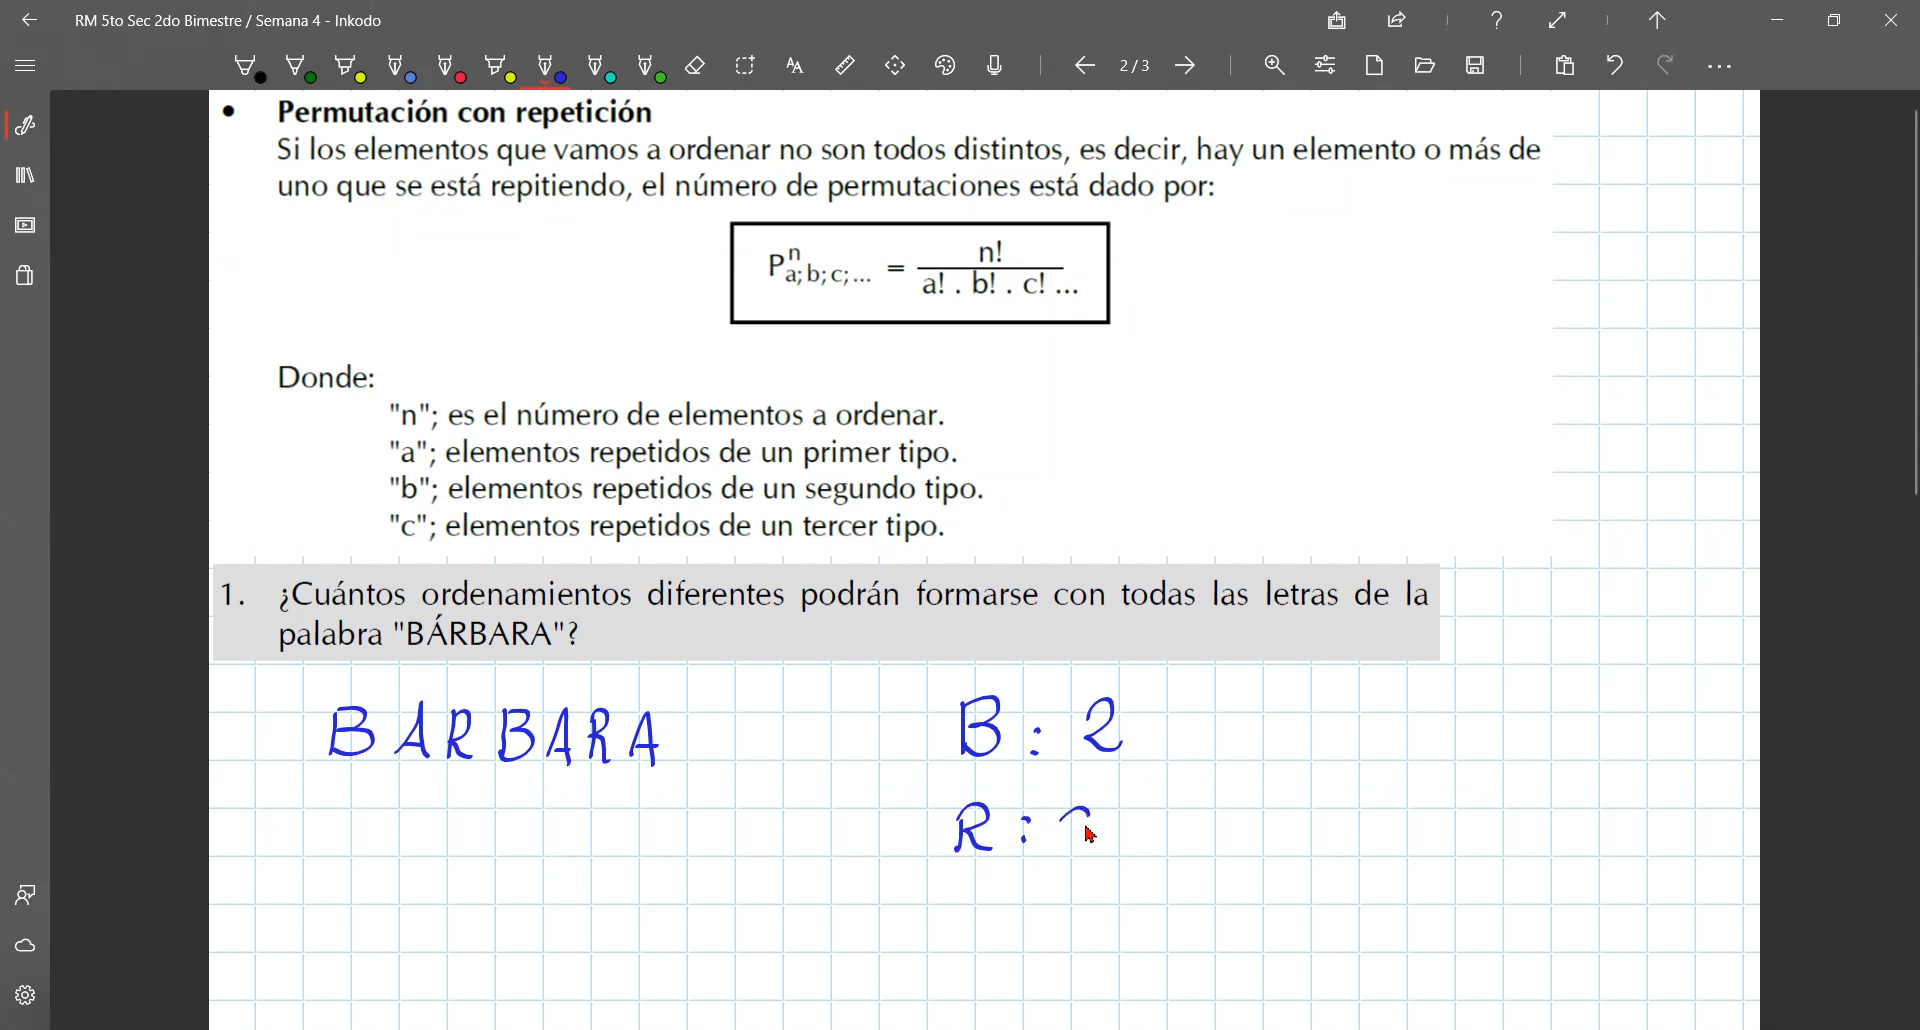 RM 5to Sec 2do Bimestre / Semana 4 - Inkodo
2 / 3
• Permutación con repetición
Si los elementos que vamos a ordenar no son todos distintos, es decir, hay un elemento o más de
uno que se está repitiendo, el número de permutaciones está dado por:
P^n_{a; b; c; ...} = n! / (a! . b! . c! ...)
Donde:
"n"; es el número de elementos a ordenar.
"a"; elementos repetidos de un primer tipo.
"b"; elementos repetidos de un segundo tipo.
"c"; elementos repetidos de un tercer tipo.
1. ¿Cuántos ordenamientos diferentes podrán formarse con todas las letras de la
palabra "BÁRBARA"?
BARBARA
B : 2
R :